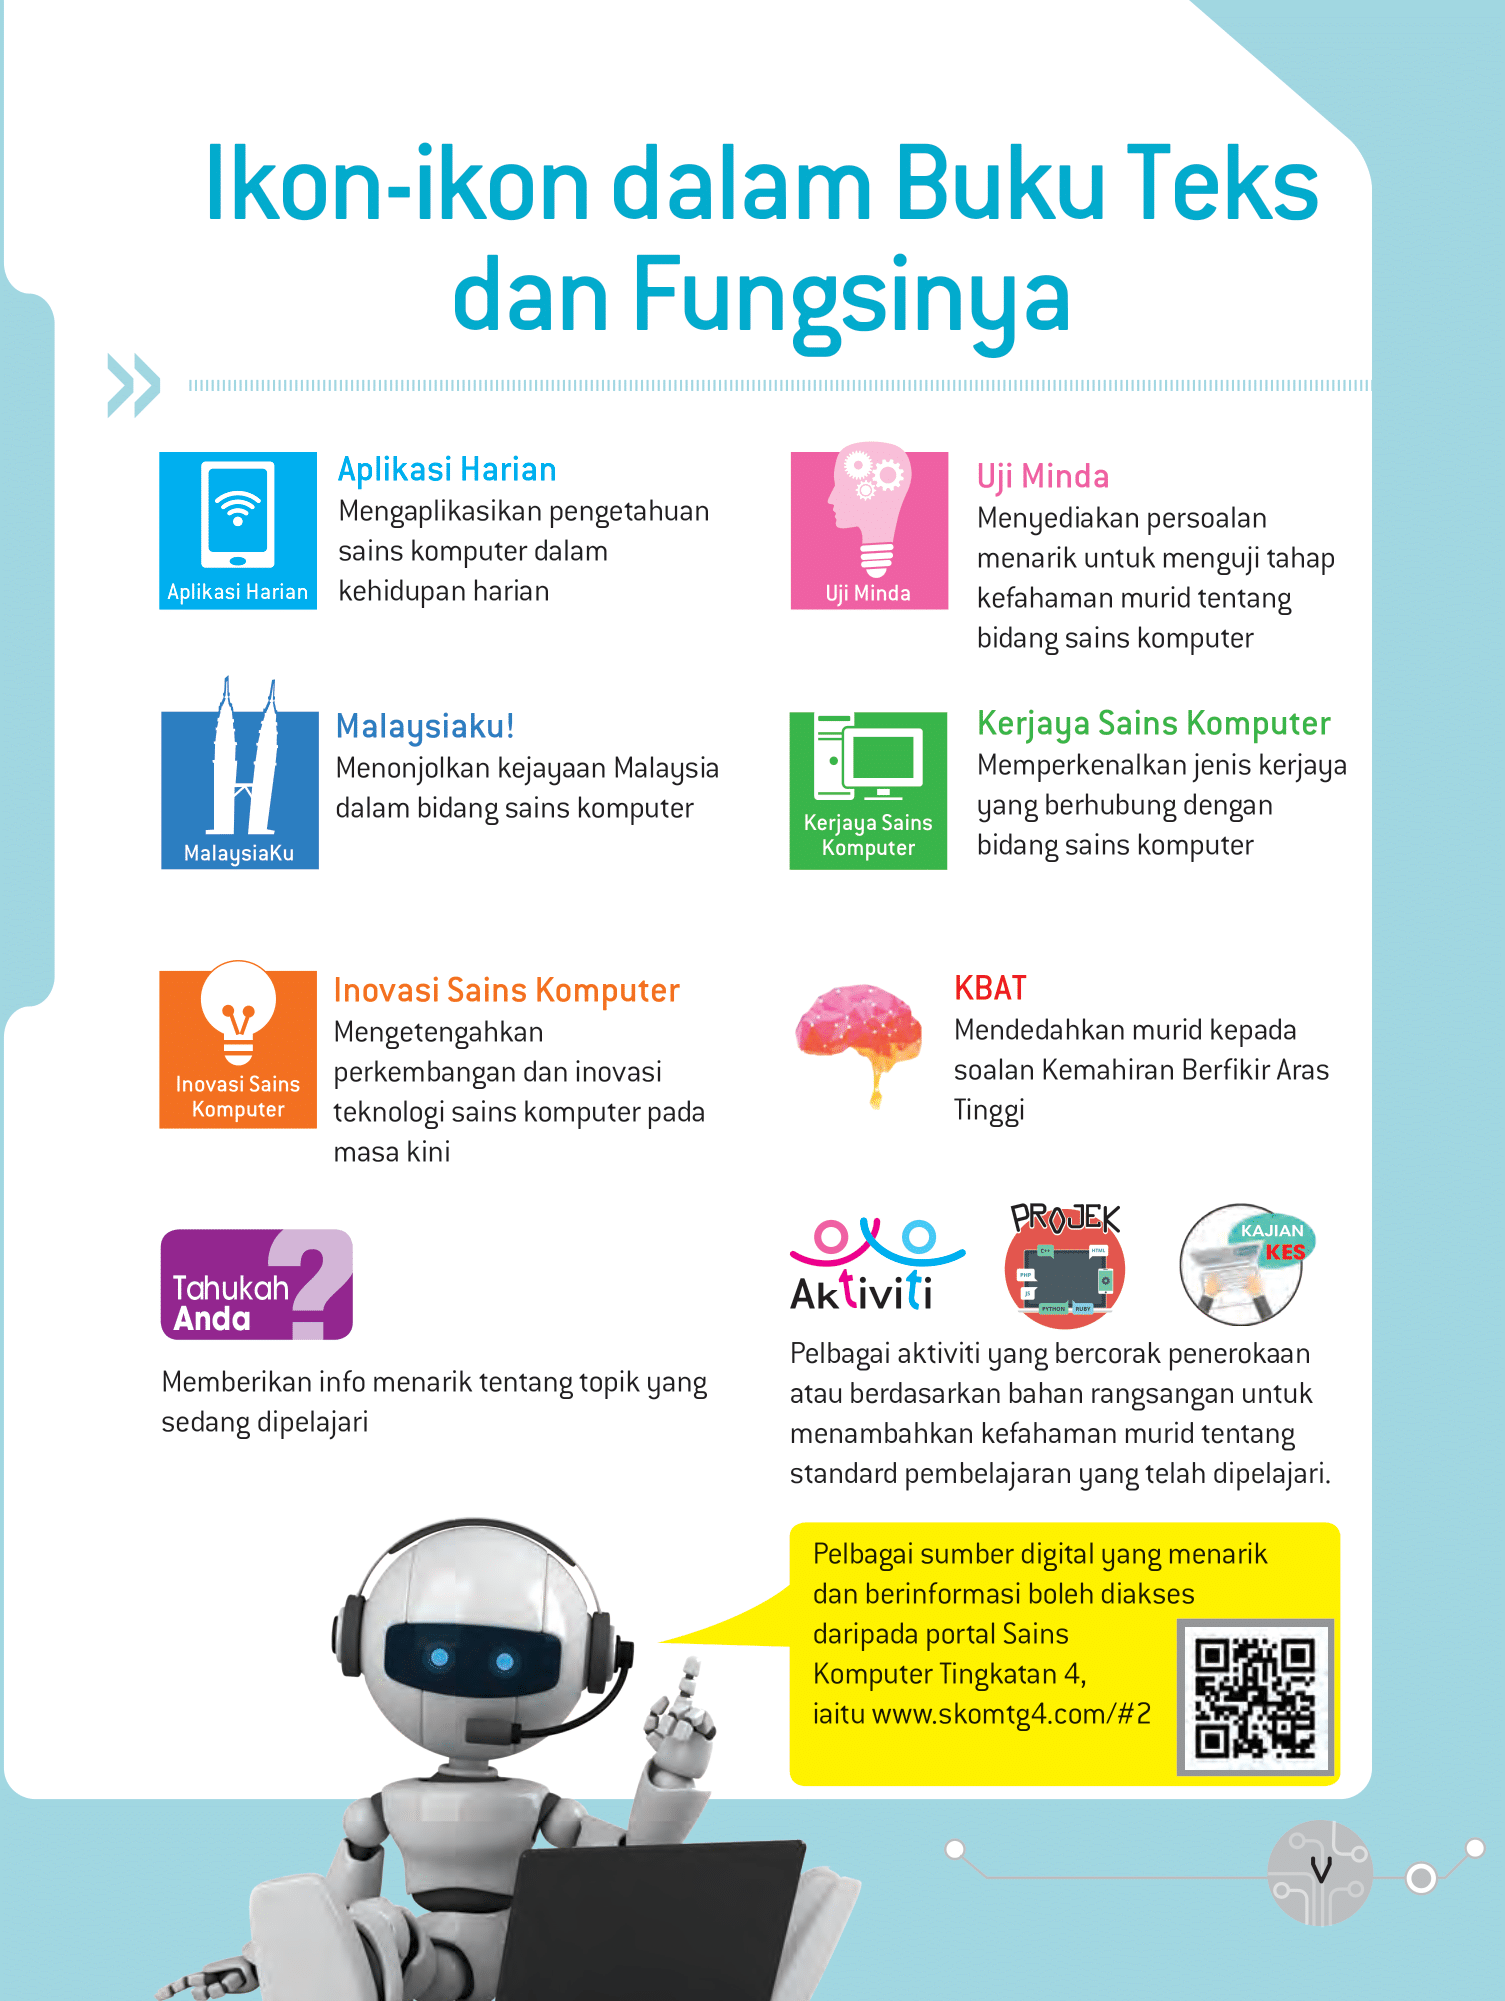 Ikon-ikon dalam Buku Teks
dan Fungsinya
Aplikasi Harian
Aplikasi Harian
Mengaplikasikan pengetahuan
sains komputer dalam
kehidupan harian
Uji Minda
Uji Minda
Menyediakan persoalan
menarik untuk menguji tahap
kefahaman murid tentang
bidang sains komputer
MalaysiaKu
Malaysiaku!
Menonjolkan kejayaan Malaysia
dalam bidang sains komputer
Kerjaya Sains
Komputer
Kerjaya Sains Komputer
Memperkenalkan jenis kerjaya
yang berhubung dengan
bidang sains komputer
Inovasi Sains
Komputer
Inovasi Sains Komputer
Mengetengahkan
perkembangan dan inovasi
teknologi sains komputer pada
masa kini
KBAT
Mendedahkan murid kepada
soalan Kemahiran Berfikir Aras
Tinggi
Tahukah
Anda
?
Memberikan info menarik tentang topik yang
sedang dipelajari
Aktiviti
PROJEK
C++
HTML
PHP
JS
PYTHON
RUBY
KAJIAN
KES
Pelbagai aktiviti yang bercorak penerokaan
atau berdasarkan bahan rangsangan untuk
menambahkan kefahaman murid tentang
standard pembelajaran yang telah dipelajari.
Pelbagai sumber digital yang menarik
dan berinformasi boleh diakses
daripada portal Sains
Komputer Tingkatan 4,
iaitu www.skomtg4.com/#2
V